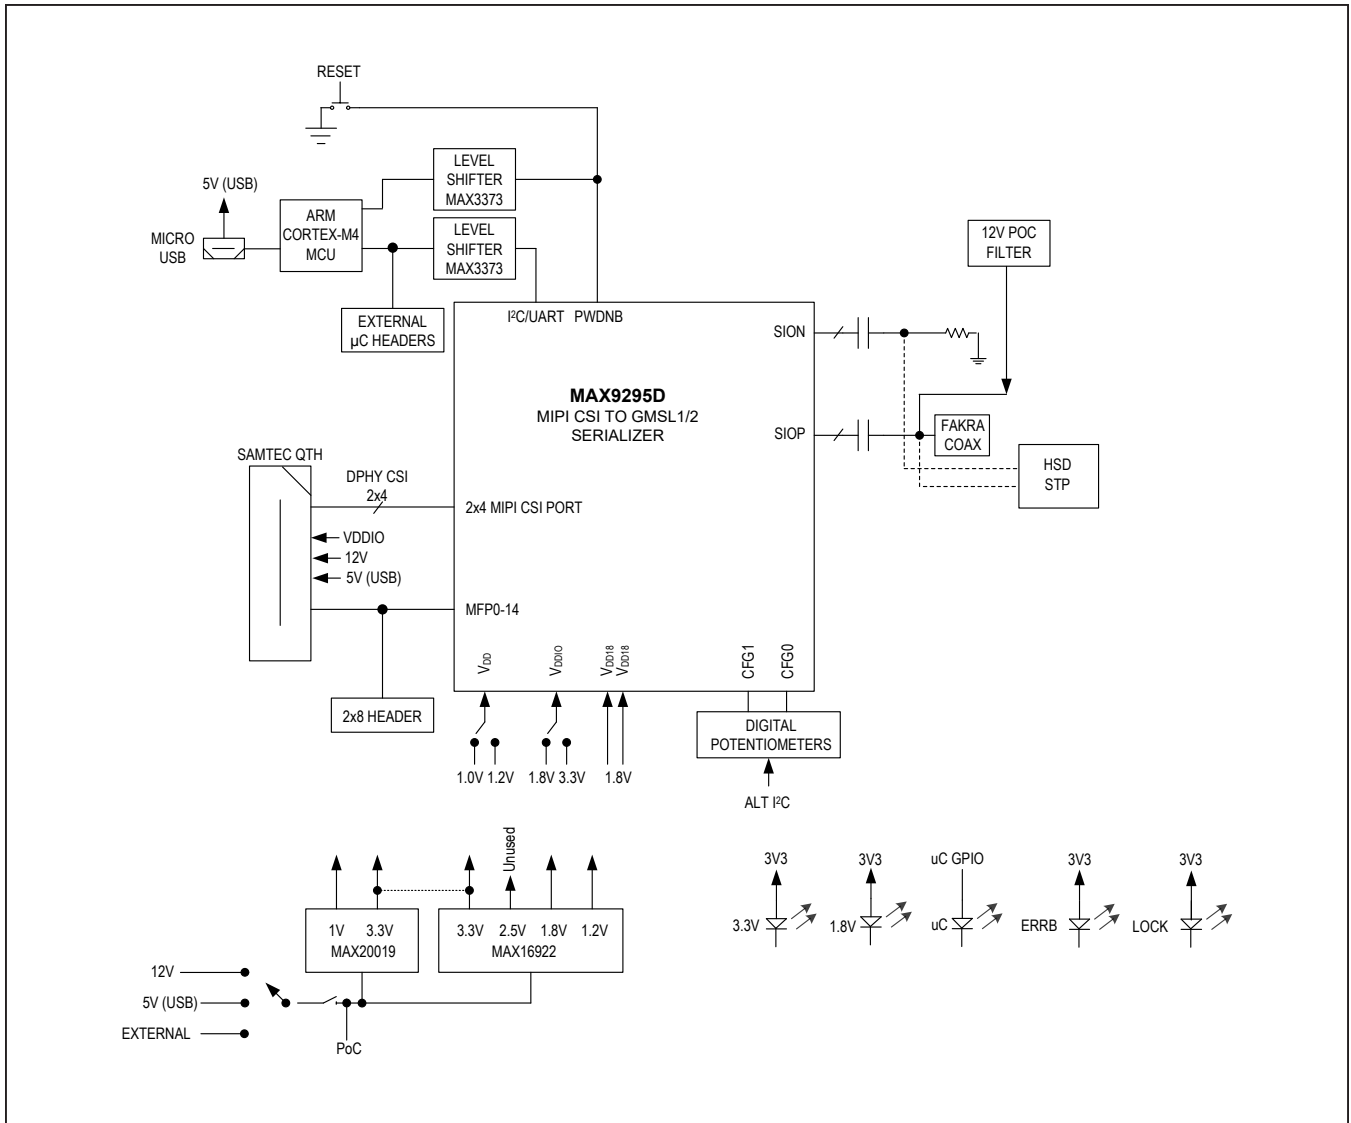 RESET
LEVEL
SHIFTER
MAX3373
5V (USB)
ARM
CORTEX-M4
MCU
MICRO
USB
LEVEL
SHIFTER
MAX3373
12V POC
FILTER
EXTERNAL
µC HEADERS
I²C/UART PWDNB
SION
MAX9295D
MIPI CSI TO GMSL1/2
SERIALIZER
SIOP
FAKRA
COAX
HSD
STP
SAMTEC QTH
DPHY CSI
2x4
2x4 MIPI CSI PORT
VDDIO
12V
5V (USB)
MFP0-14
VDD
VDDIO
VDD18
VDD18
CFG1
CFG0
2x8 HEADER
DIGITAL
POTENTIOMETERS
1.0V 1.2V 1.8V 3.3V 1.8V
ALT I²C
Unused
1V 3.3V
MAX20019
3.3V 2.5V 1.8V 1.2V
MAX16922
3V3
3.3V
3V3
1.8V
uC GPIO
uC
3V3
ERRB
3V3
LOCK
12V
5V (USB)
EXTERNAL
PoC